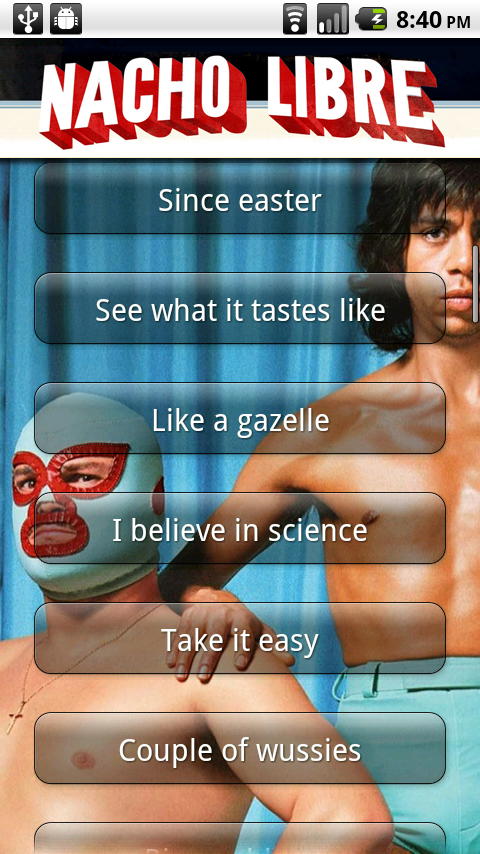 8:40 PM
NACHO LIBRE
Since easter
See what it tastes like
Like a gazelle
I believe in science
Take it easy
Couple of wussies